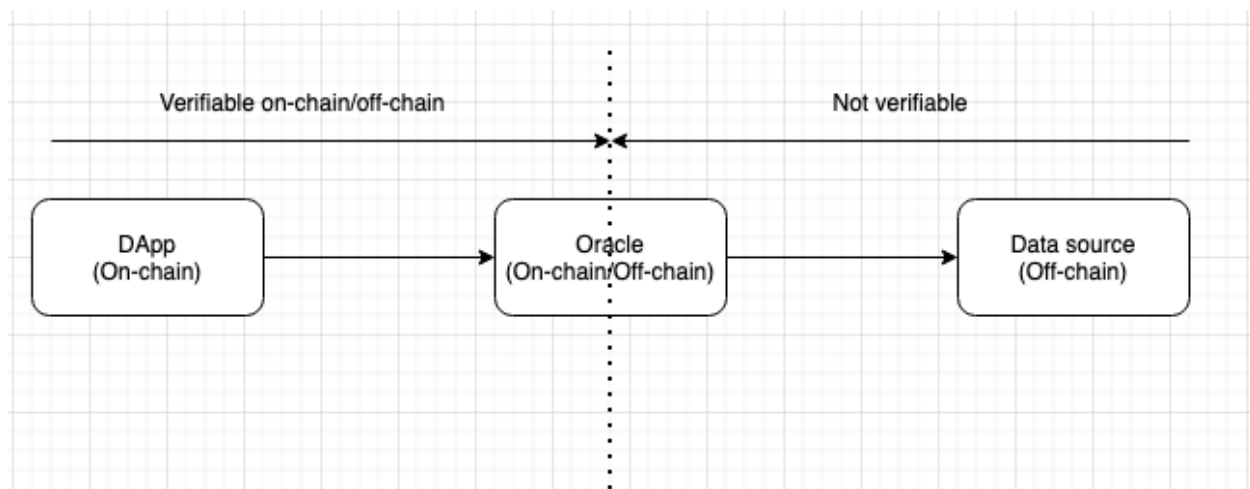 Verifiable on-chain/off-chain
Not verifiable
DApp
(On-chain)
Oracle
(On-chain/Off-chain)
Data source
(Off-chain)